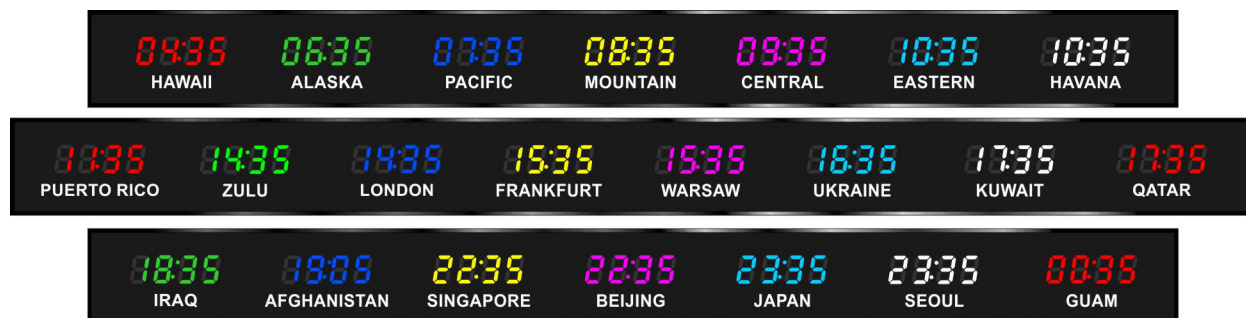 04:35 06:35 07:35 08:35 09:35 10:35 10:35
HAWAII ALASKA PACIFIC MOUNTAIN CENTRAL EASTERN HAVANA
11:35 14:35 14:35 15:35 15:35 16:35 17:35 17:35
PUERTO RICO ZULU LONDON FRANKFURT WARSAW UKRAINE KUWAIT QATAR
18:35 19:05 22:35 22:35 23:35 23:35 00:35
IRAQ AFGHANISTAN SINGAPORE BEIJING JAPAN SEOUL GUAM